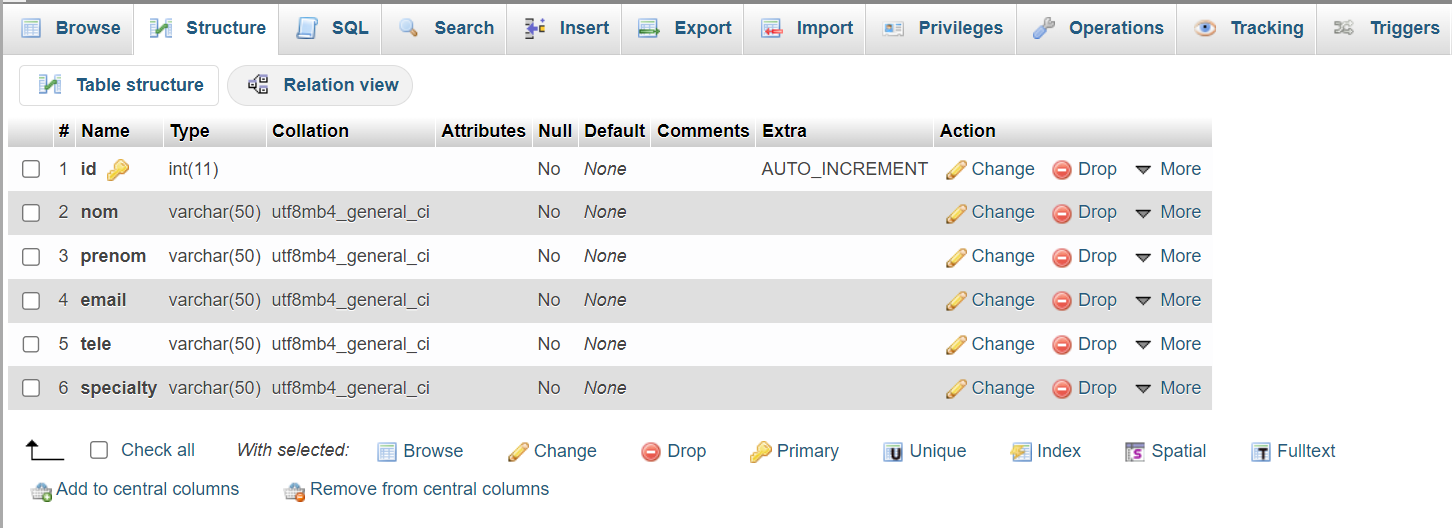 Browse Structure SQL Search Insert Export Import Privileges Operations Tracking Triggers
Table structure Relation view
# Name Type Collation Attributes Null Default Comments Extra Action
1 id int(11) No None AUTO_INCREMENT Change Drop More
2 nom varchar(50) utf8mb4_general_ci No None Change Drop More
3 prenom varchar(50) utf8mb4_general_ci No None Change Drop More
4 email varchar(50) utf8mb4_general_ci No None Change Drop More
5 tele varchar(50) utf8mb4_general_ci No None Change Drop More
6 specialty varchar(50) utf8mb4_general_ci No None Change Drop More
Check all With selected: Browse Change Drop Primary Unique Index Spatial Fulltext
Add to central columns Remove from central columns